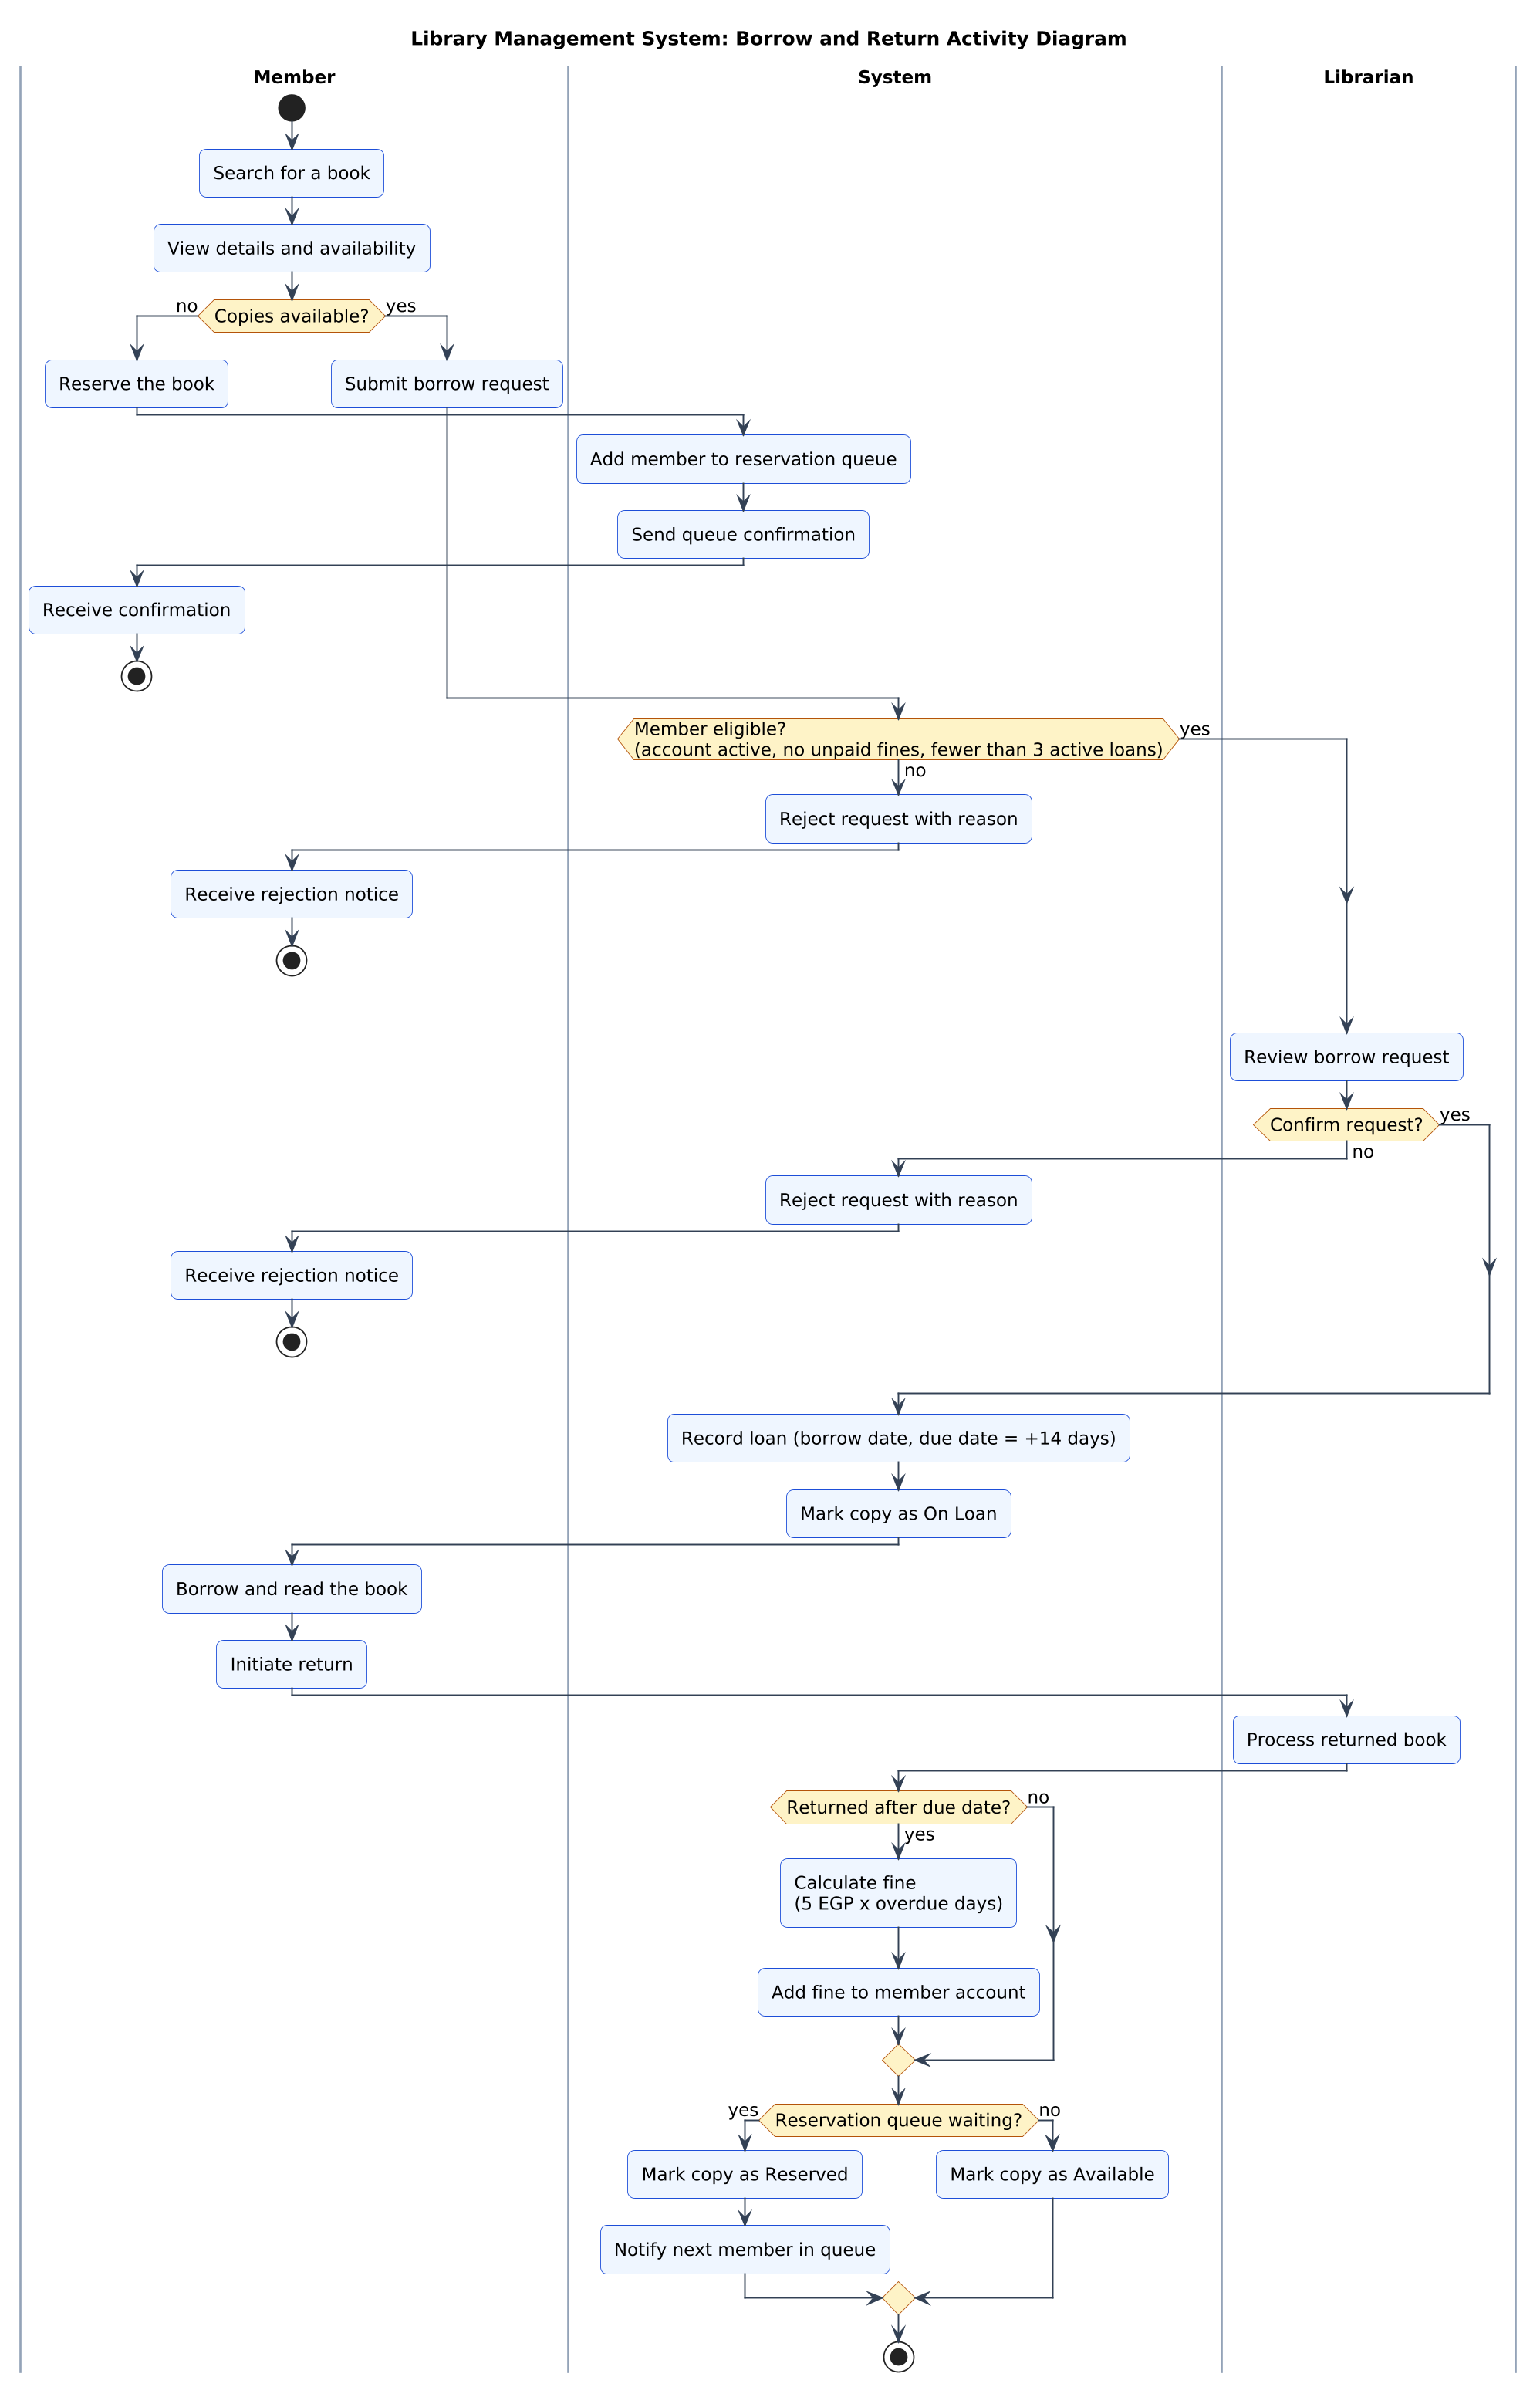 Library Management System: Borrow and Return Activity Diagram
Member
System
Librarian
Search for a book
View details and availability
no
Copies available?
yes
Reserve the book
Submit borrow request
Add member to reservation queue
Send queue confirmation
Receive confirmation
Member eligible?
(account active, no unpaid fines, fewer than 3 active loans)
yes
no
Reject request with reason
Receive rejection notice
Review borrow request
Confirm request?
yes
no
Reject request with reason
Receive rejection notice
Record loan (borrow date, due date = +14 days)
Mark copy as On Loan
Borrow and read the book
Initiate return
Process returned book
Returned after due date?
no
yes
Calculate fine
(5 EGP x overdue days)
Add fine to member account
yes
Reservation queue waiting?
no
Mark copy as Reserved
Mark copy as Available
Notify next member in queue